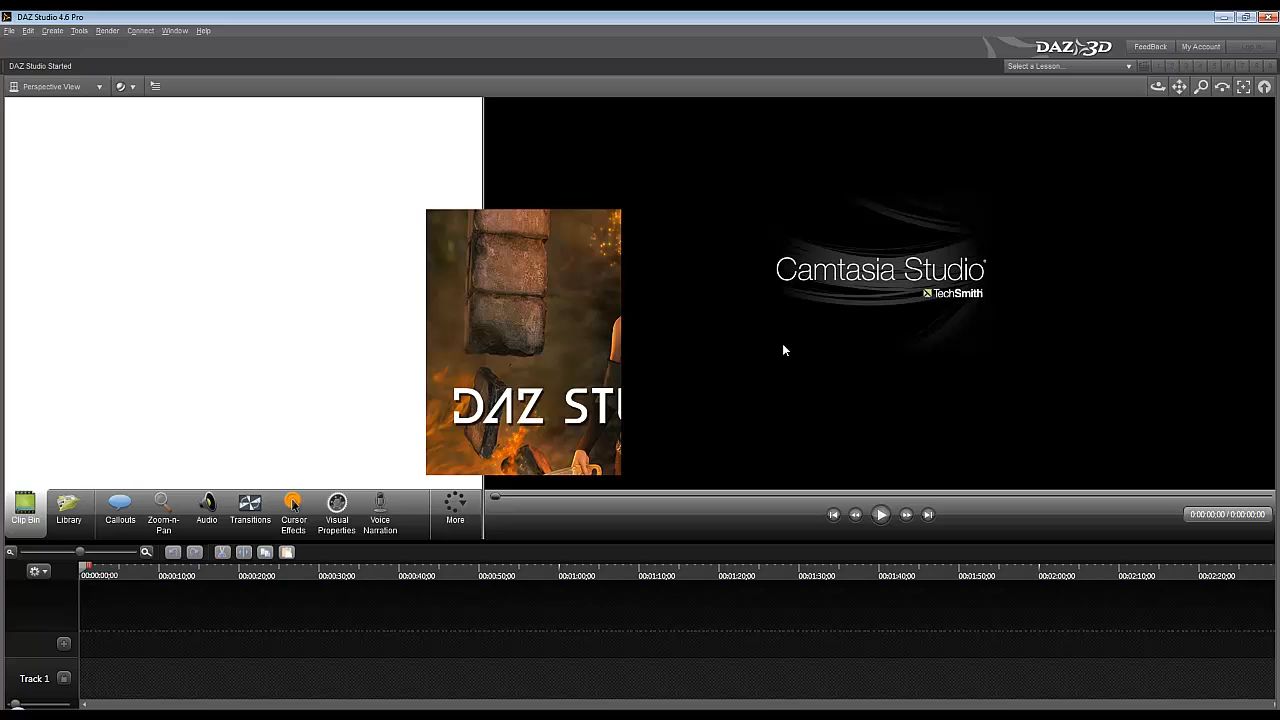 DAZ Studio 4.6 Pro
File Edit Create Tools Render Connect Window Help
DAZ 3D
FeedBack
My Account
DAZ Studio Started
Select a Lesson...
Perspective View
Camtasia Studio
TechSmith
DAZ STU
Clip Bin
Library
Callouts
Zoom-n-
Pan
Audio
Transitions
Cursor
Effects
Visual
Properties
Voice
Narration
More
0:00:00;00 / 0:00:00;00
00:00:00;00 00:00:10;00 00:00:20;00 00:00:30;00 00:00:40;00 00:00:50;00 00:01:00;00 00:01:10;00 00:01:20;00 00:01:30;00 00:01:40;00 00:01:50;00 00:02:00;00 00:02:10;00 00:02:20;00
Track 1